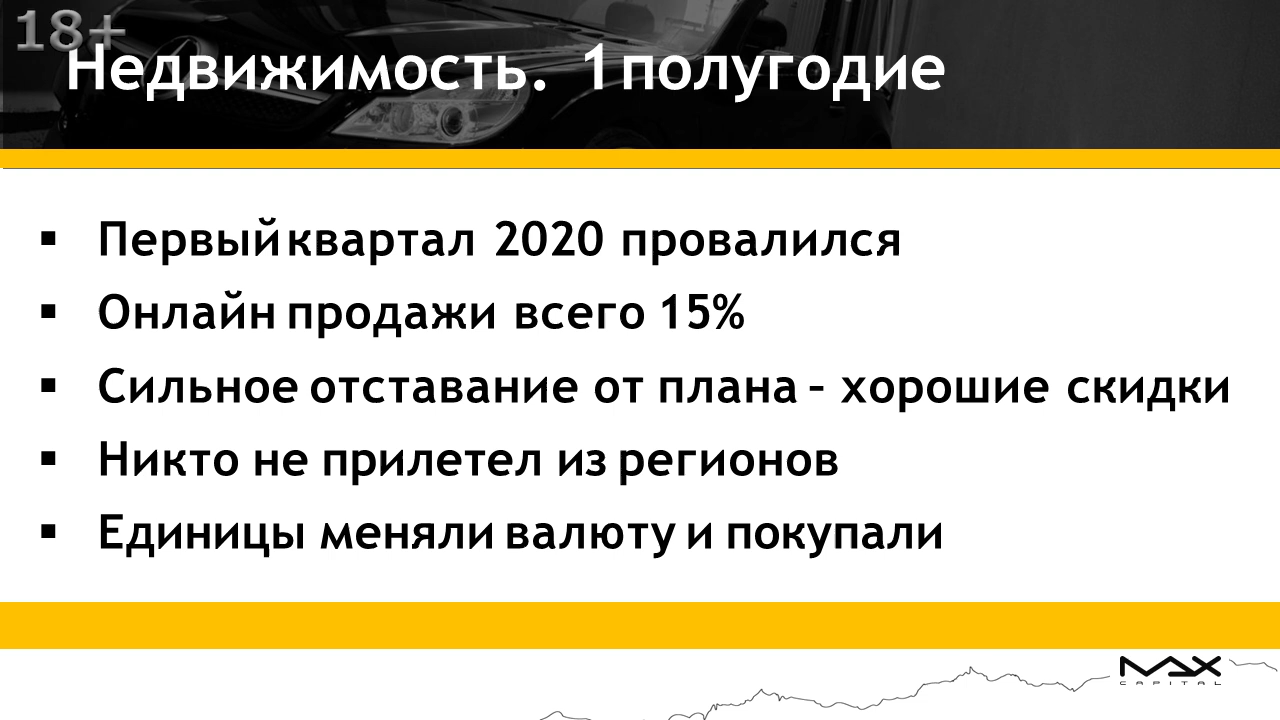 18+
Недвижимость. 1 полугодие
Первый квартал 2020 провалился
Онлайн продажи всего 15%
Сильное отставание от плана – хорошие скидки
Никто не прилетел из регионов
Единицы меняли валюту и покупали
MAX
CAPITAL